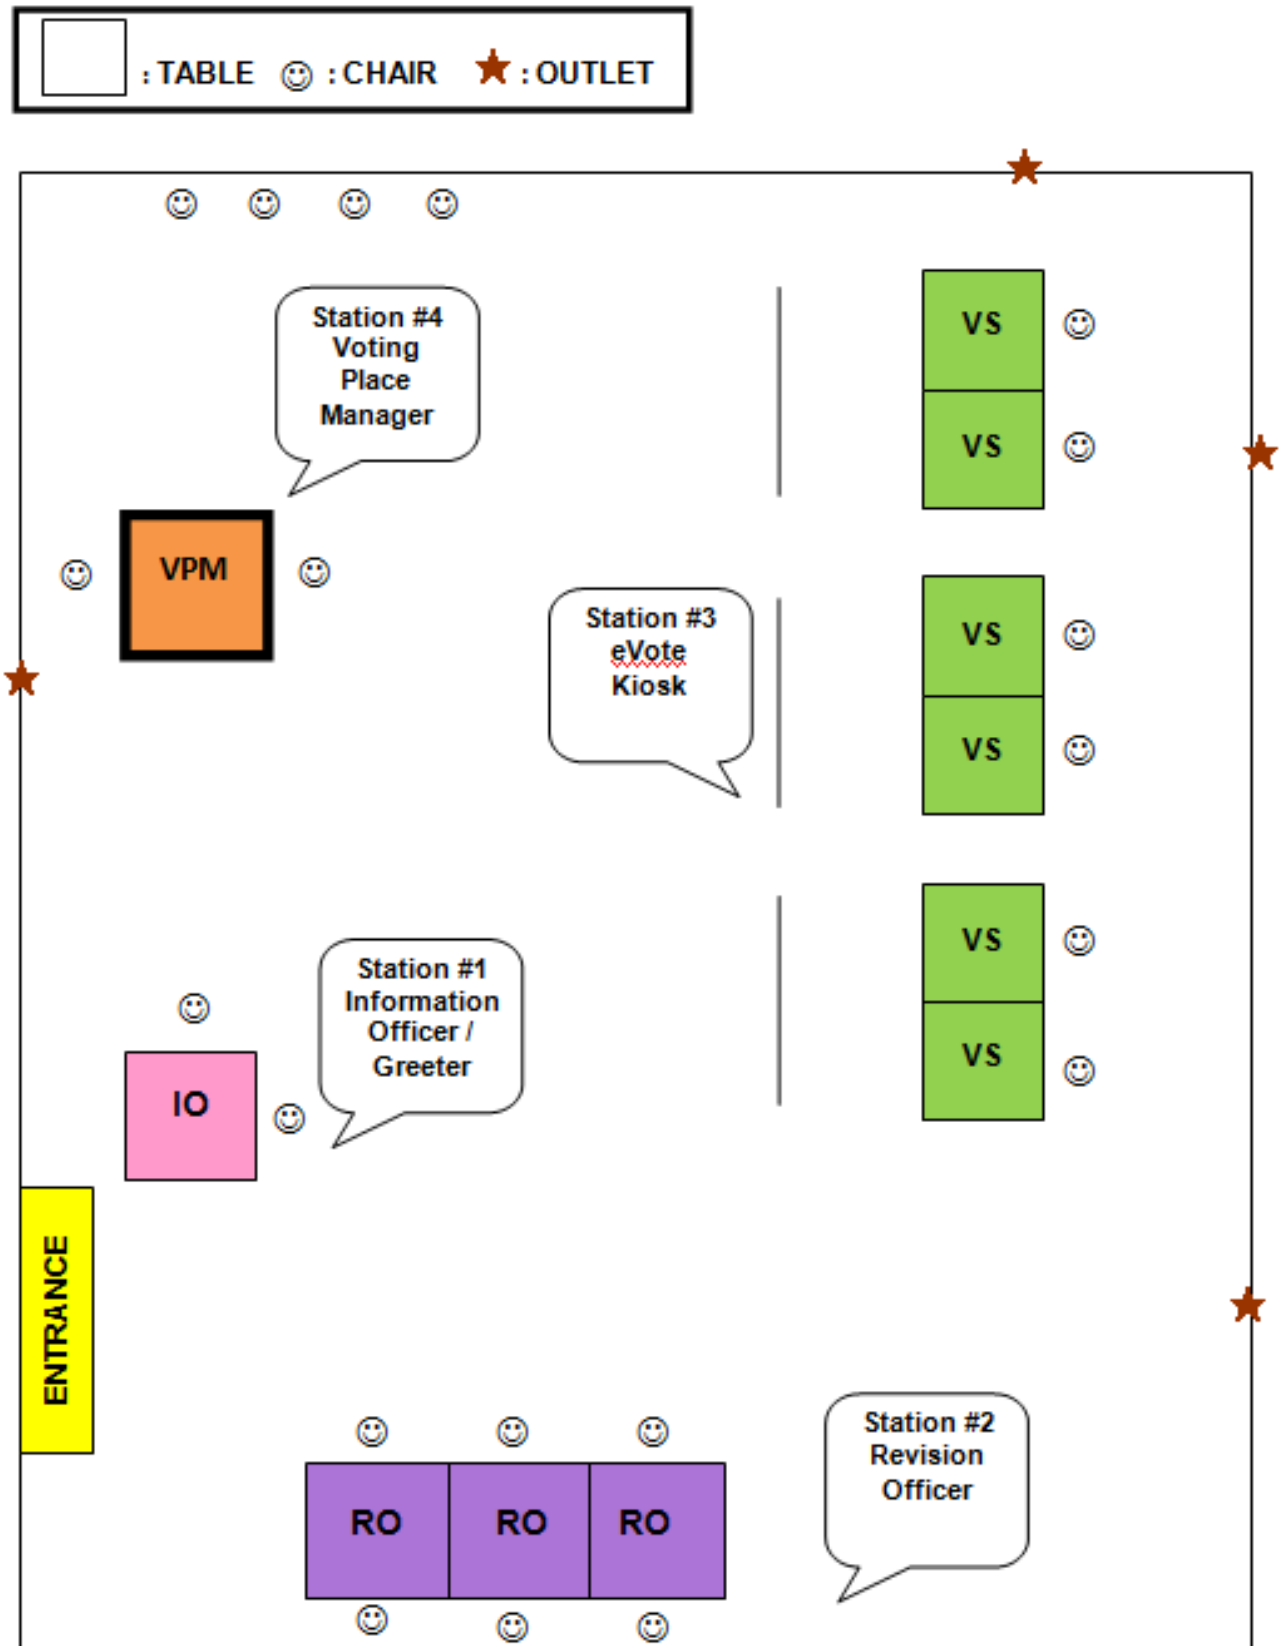 : TABLE : CHAIR : OUTLET
Station #4
Voting
Place
Manager
VS
VS
VPM
Station #3
eVote
Kiosk
VS
VS
Station #1
Information
Officer /
Greeter
VS
VS
IO
ENTRANCE
Station #2
Revision
Officer
RO RO RO